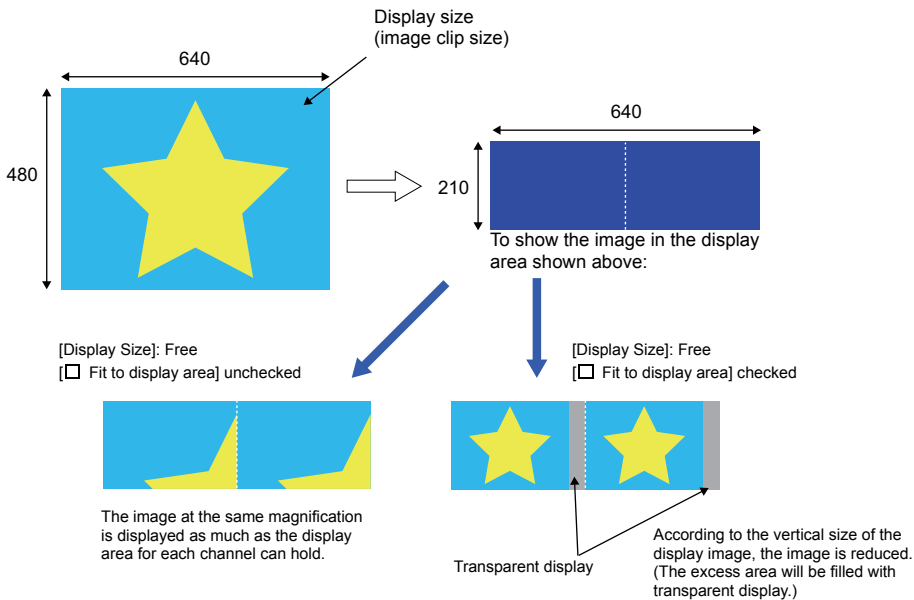 Display size
(image clip size)
640
480
640
210
To show the image in the display
area shown above:
[Display Size]: Free
[☐ Fit to display area] unchecked
[Display Size]: Free
[☐ Fit to display area] checked
The image at the same magnification
is displayed as much as the display
area for each channel can hold.
Transparent display
According to the vertical size of the
display image, the image is reduced.
(The excess area will be filled with
transparent display.)